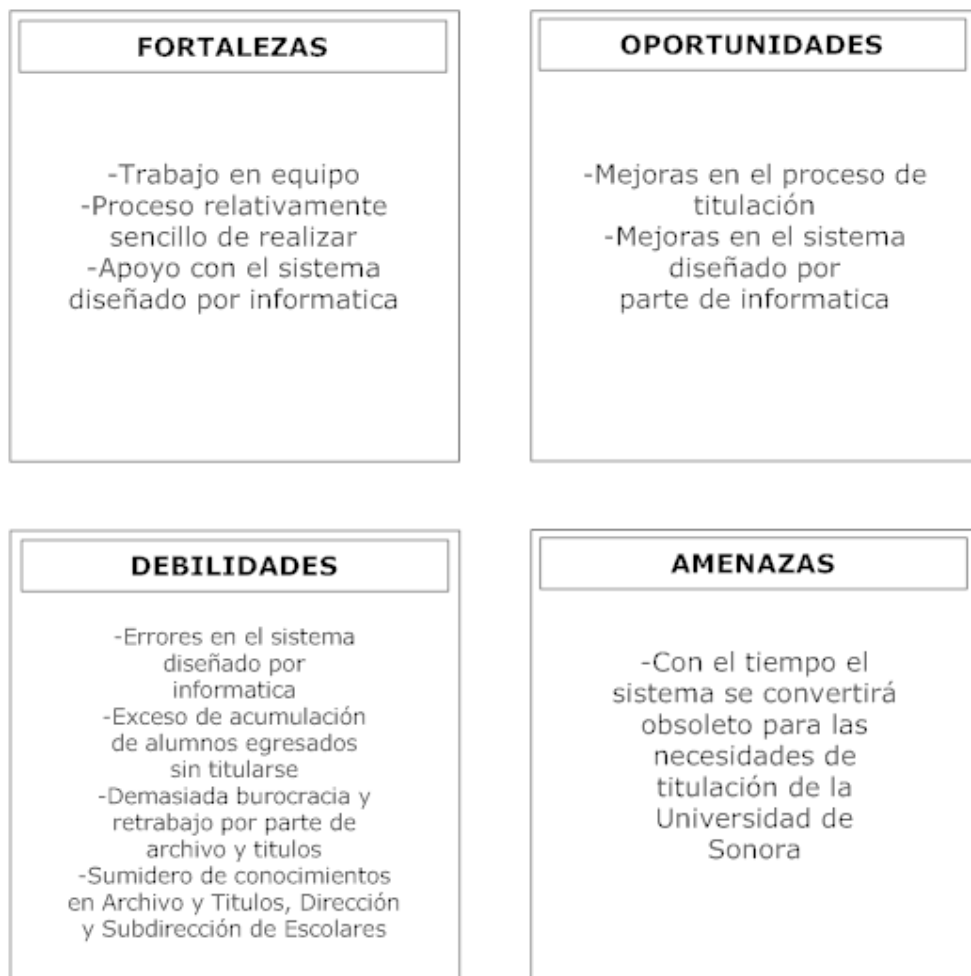 FORTALEZAS
-Trabajo en equipo
-Proceso relativamente
sencillo de realizar
-Apoyo con el sistema
diseñado por informatica
OPORTUNIDADES
-Mejoras en el proceso de
titulación
-Mejoras en el sistema
diseñado por
parte de informatica
DEBILIDADES
-Errores en el sistema
diseñado por
informatica
-Exceso de acumulación
de alumnos egresados
sin titularse
-Demasiada burocracia y
retrabajo por parte de
archivo y titulos
-Sumidero de conocimientos
en Archivo y Titulos, Dirección
y Subdirección de Escolares
AMENAZAS
-Con el tiempo el
sistema se convertirá
obsoleto para las
necesidades de
titulación de la
Universidad de
Sonora